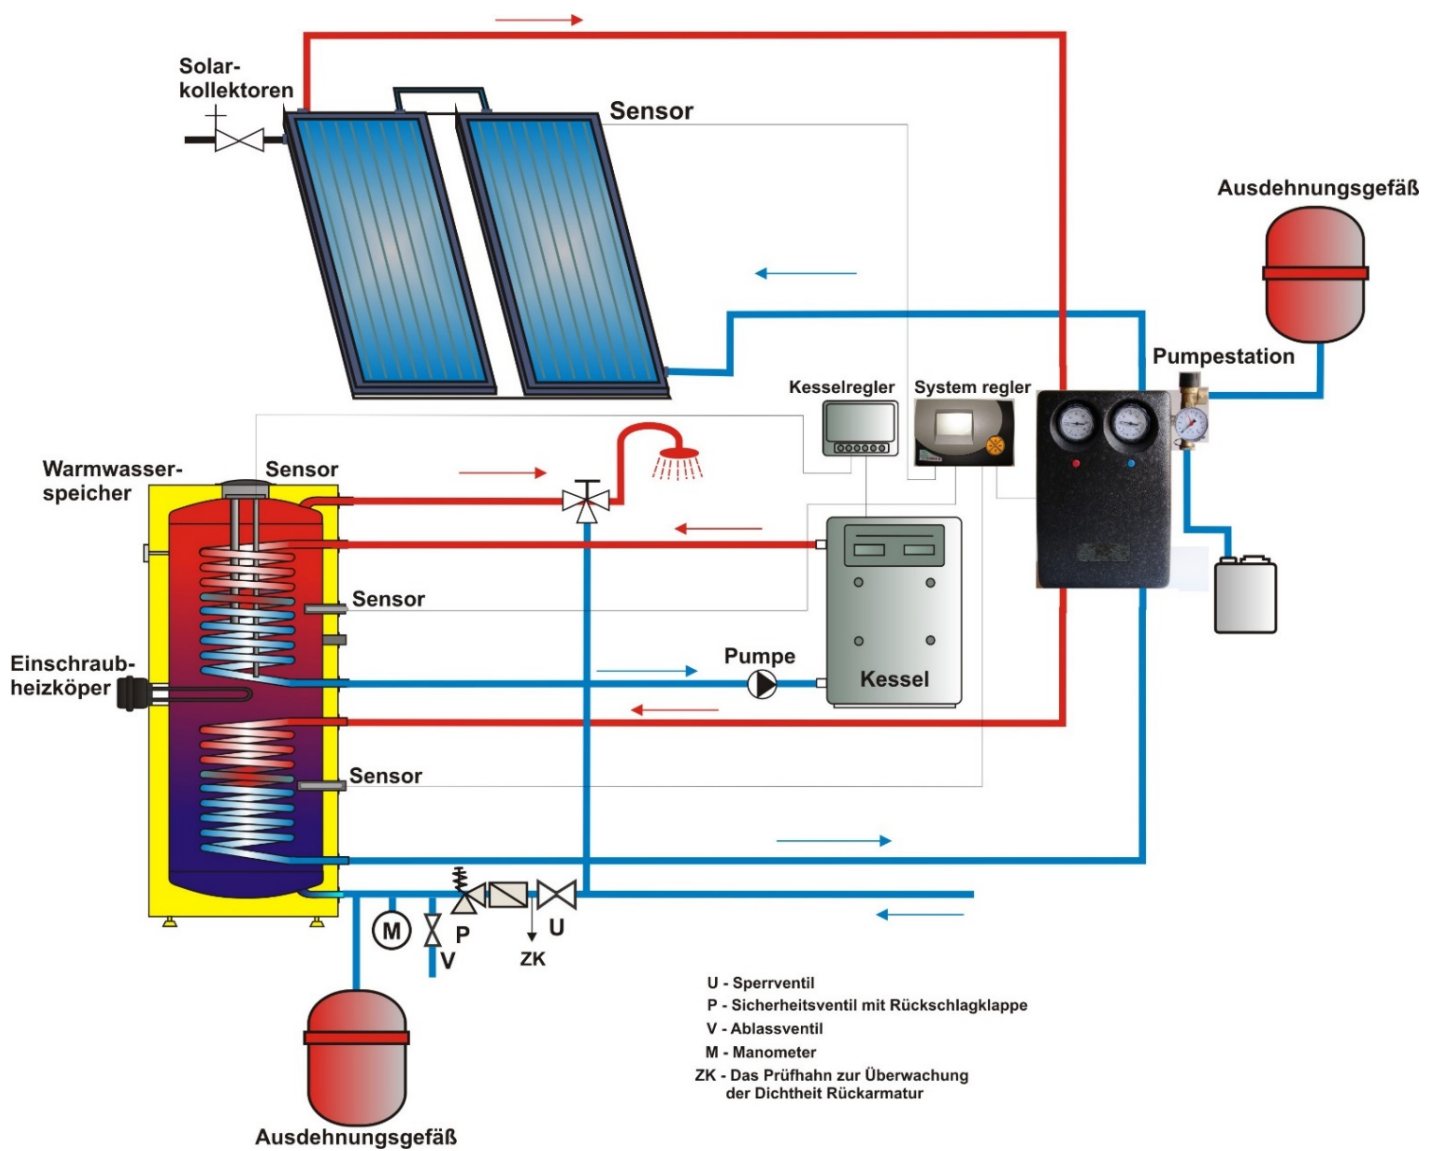 Solar-
kollektoren
Sensor
Ausdehnungsgefäß
Pumpestation
Kesselregler
System regler
Warmwasser-
speicher
Sensor
Sensor
Einschraub-
heizköper
Pumpe
Kessel
Sensor
M
V
P
ZK
U
U - Sperrventil
P - Sicherheitsventil mit Rückschlagklappe
V - Ablassventil
M - Manometer
ZK - Das Prüfhahn zur Überwachung
der Dichtheit Rückarmatur
Ausdehnungsgefäß